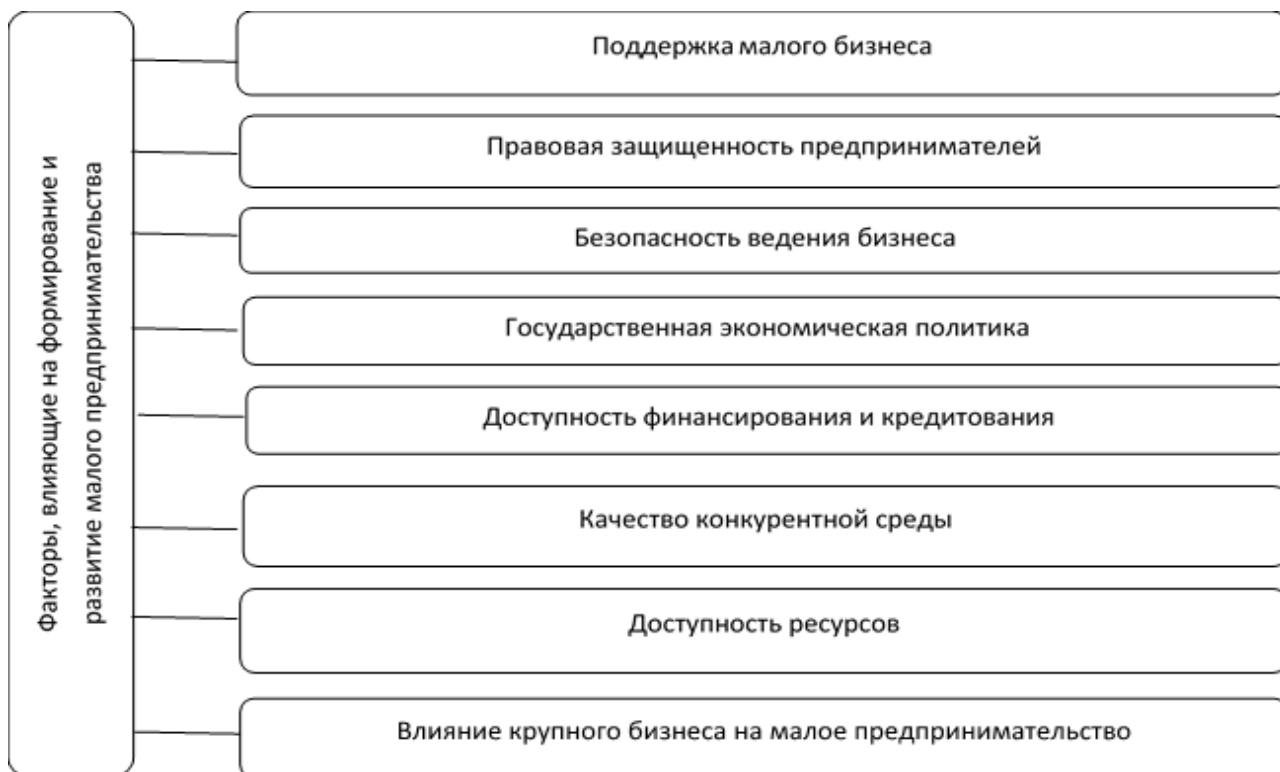 Факторы, влияющие на формирование и
развитие малого предпринимательства
Поддержка малого бизнеса
Правовая защищенность предпринимателей
Безопасность ведения бизнеса
Государственная экономическая политика
Доступность финансирования и кредитования
Качество конкурентной среды
Доступность ресурсов
Влияние крупного бизнеса на малое предпринимательство